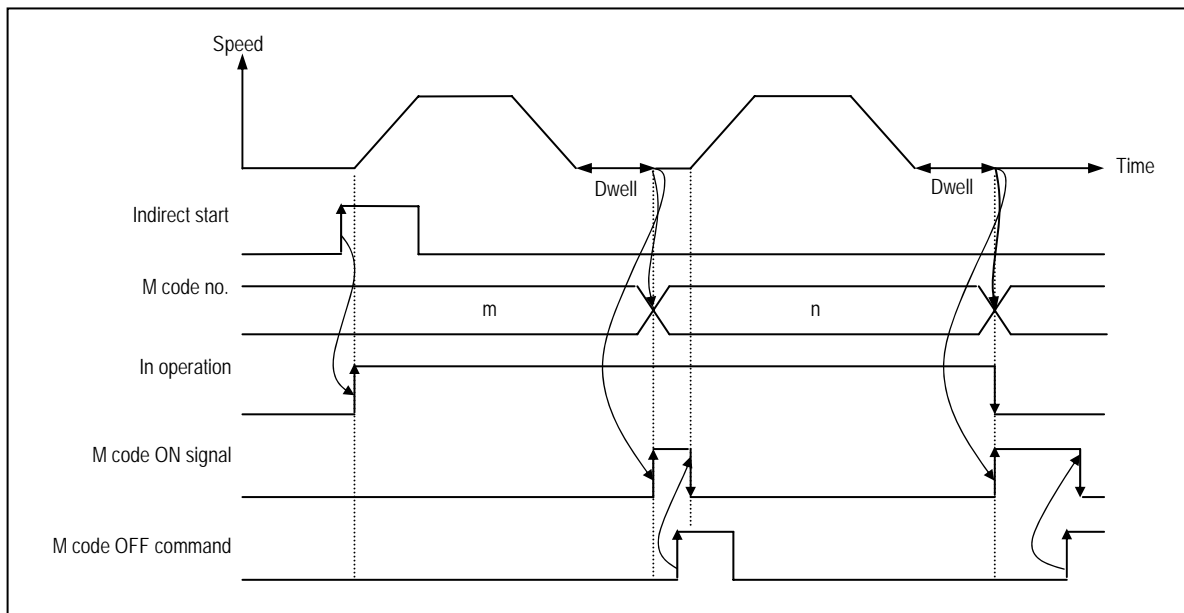 Speed
Time
Dwell
Dwell
Indirect start
M code no.
m
n
In operation
M code ON signal
M code OFF command